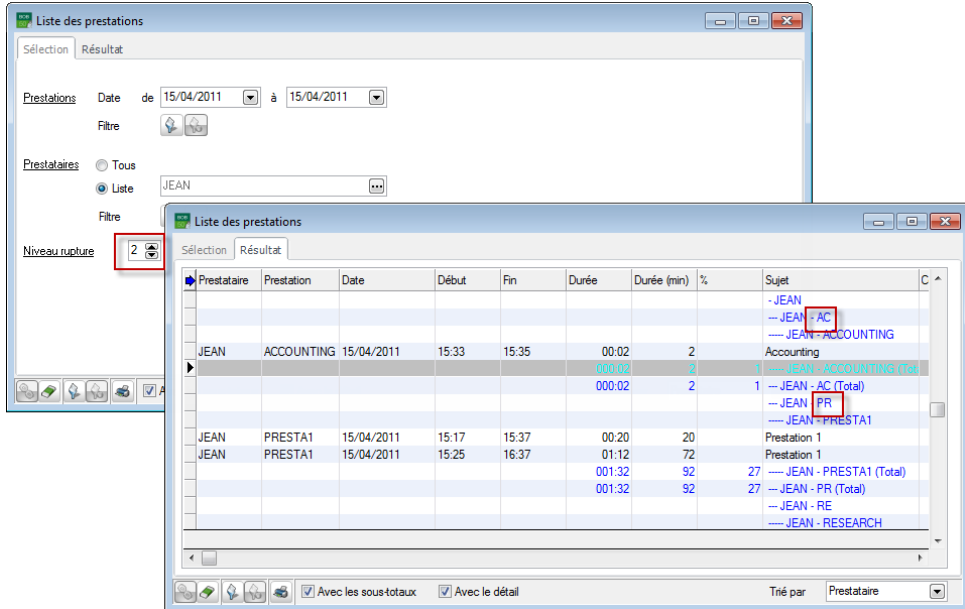 Liste des prestations
Sélection Résultat
Prestations Date de 15/04/2011 à 15/04/2011
Filtre
Prestataires Tous
Liste JEAN
Filtre
Niveau rupture 2
A
Liste des prestations
Sélection Résultat
Prestataire Prestation Date Début Fin Durée Durée (min) % Sujet C
- JEAN
--- JEAN - AC
----- JEAN - ACCOUNTING
JEAN ACCOUNTING 15/04/2011 15:33 15:35 00:02 2 Accounting
000:02 2 1 ----- JEAN - ACCOUNTING (Tot
000:02 2 1 --- JEAN - AC (Total)
--- JEAN - PR
----- JEAN - PRESTA1
JEAN PRESTA1 15/04/2011 15:17 15:37 00:20 20 Prestation 1
JEAN PRESTA1 15/04/2011 15:25 16:37 01:12 72 Prestation 1
001:32 92 27 ----- JEAN - PRESTA1 (Total)
001:32 92 27 --- JEAN - PR (Total)
--- JEAN - RE
----- JEAN - RESEARCH
Avec les sous-totaux Avec le détail Trié par Prestataire